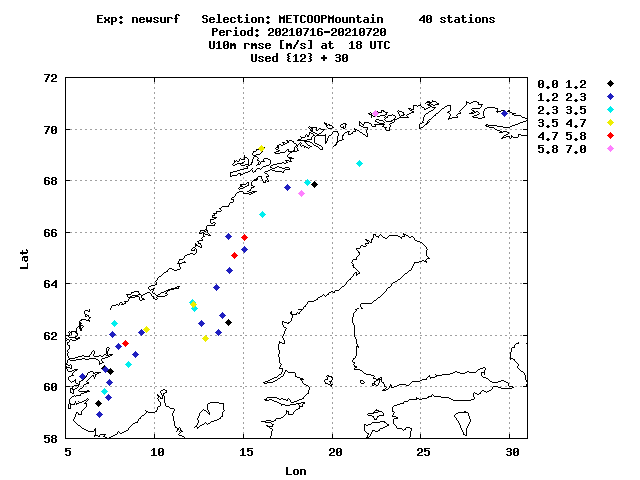 Exp: newsurf Selection: METCOOPMountain 40 stations
Period: 20210716-20210720
U10m rmse [m/s] at 18 UTC
Used {12} + 30
72
70
68
66
64
62
60
58
Lat
5 10 15 20 25 30
Lon
0.0 1.2
1.2 2.3
2.3 3.5
3.5 4.7
4.7 5.8
5.8 7.0